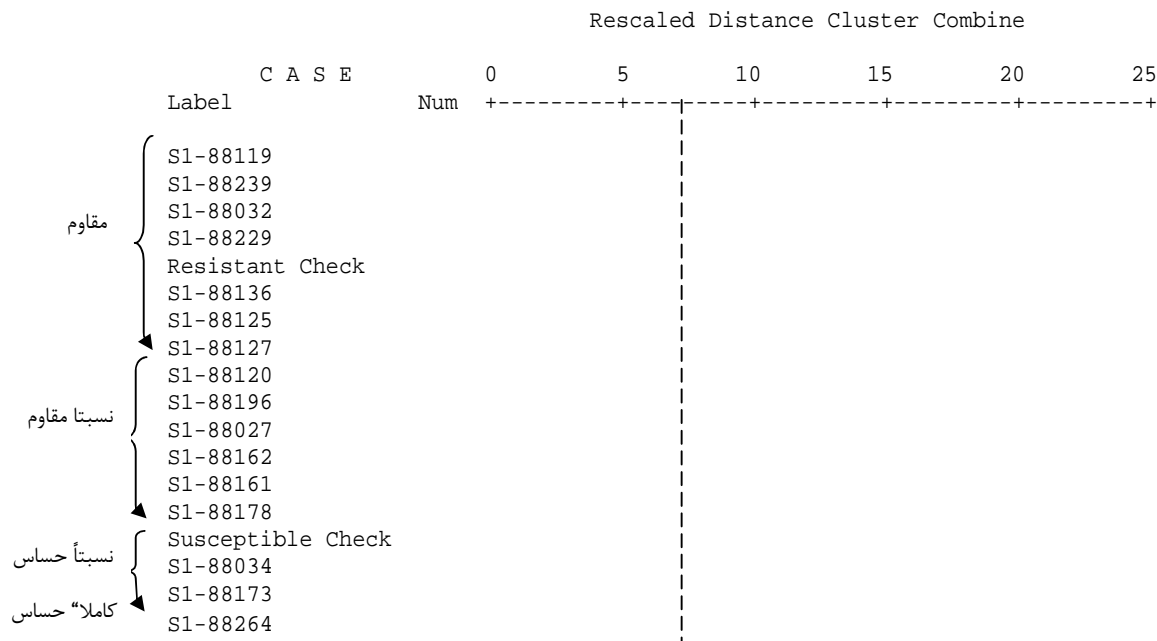 Rescaled Distance Cluster Combine
C A S E 0 5 10 15 20 25
Label Num +---------+---------+---------+---------+---------+
S1-88119
S1-88239
S1-88032
مقاوم
S1-88229
Resistant Check
S1-88136
S1-88125
S1-88127
S1-88120
S1-88196
نسبتا مقاوم
S1-88027
S1-88162
S1-88161
S1-88178
Susceptible Check
نسبتاً حساس
S1-88034
S1-88173
کاملا“ حساس
S1-88264